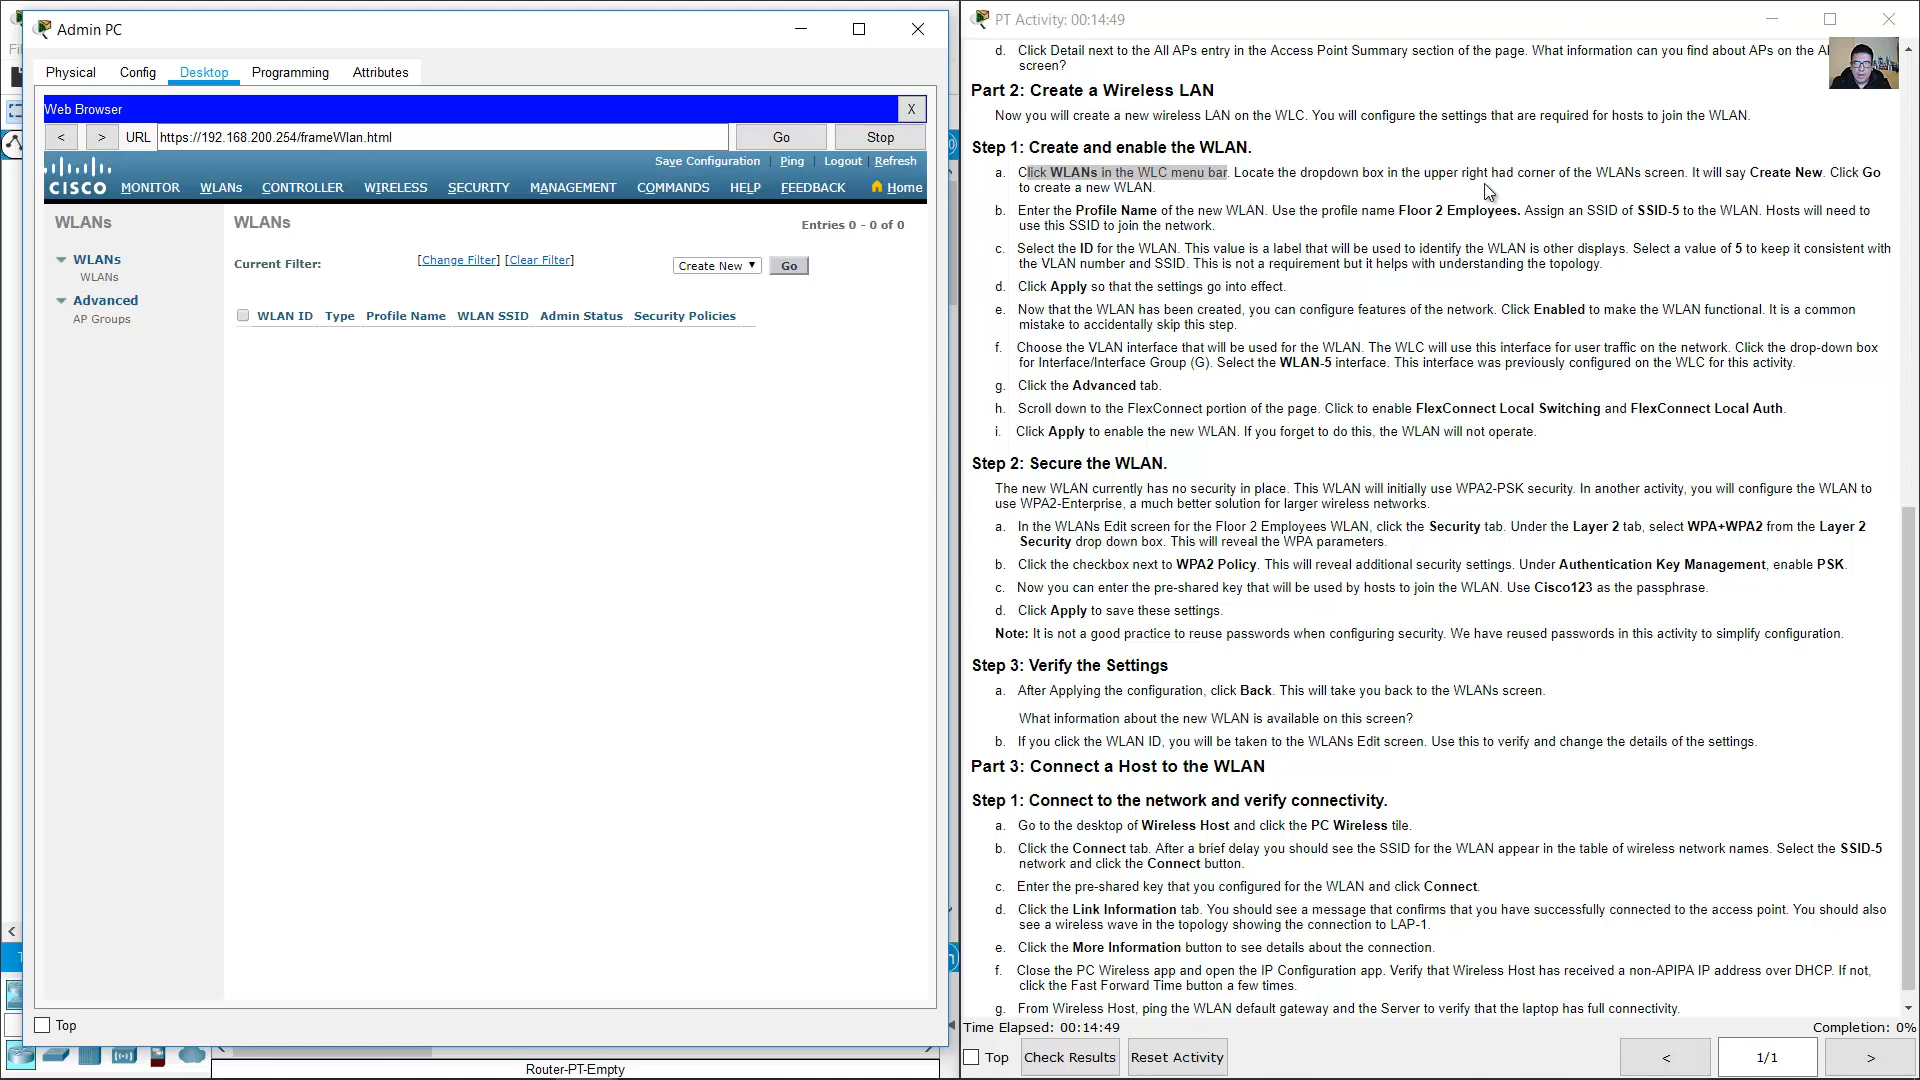 Admin PC
Physical Config Desktop Programming Attributes
Web Browser X
< > URL https://192.168.200.254/frameWlan.html Go Stop
Save Configuration Ping Logout Refresh
CISCO MONITOR WLANs CONTROLLER WIRELESS SECURITY MANAGEMENT COMMANDS HELP FEEDBACK Home
WLANs
WLANs
WLANs
Advanced
AP Groups
WLANs Entries 0 - 0 of 0
Current Filter: [Change Filter] [Clear Filter] Create New Go
WLAN ID Type Profile Name WLAN SSID Admin Status Security Policies
Top
Router-PT-Empty
PT Activity: 00:14:49
d. Click Detail next to the All APs entry in the Access Point Summary section of the page. What information can you find about APs on the Al
screen?
Part 2: Create a Wireless LAN
Now you will create a new wireless LAN on the WLC. You will configure the settings that are required for hosts to join the WLAN.
Step 1: Create and enable the WLAN.
a. Click WLANs in the WLC menu bar. Locate the dropdown box in the upper right had corner of the WLANs screen. It will say Create New. Click Go
to create a new WLAN.
b. Enter the Profile Name of the new WLAN. Use the profile name Floor 2 Employees. Assign an SSID of SSID-5 to the WLAN. Hosts will need to
use this SSID to join the network.
c. Select the ID for the WLAN. This value is a label that will be used to identify the WLAN is other displays. Select a value of 5 to keep it consistent with
the VLAN number and SSID. This is not a requirement but it helps with understanding the topology.
d. Click Apply so that the settings go into effect.
e. Now that the WLAN has been created, you can configure features of the network. Click Enabled to make the WLAN functional. It is a common
mistake to accidentally skip this step.
f. Choose the VLAN interface that will be used for the WLAN. The WLC will use this interface for user traffic on the network. Click the drop-down box
for Interface/Interface Group (G). Select the WLAN-5 interface. This interface was previously configured on the WLC for this activity.
g. Click the Advanced tab.
h. Scroll down to the FlexConnect portion of the page. Click to enable FlexConnect Local Switching and FlexConnect Local Auth.
i. Click Apply to enable the new WLAN. If you forget to do this, the WLAN will not operate.
Step 2: Secure the WLAN.
The new WLAN currently has no security in place. This WLAN will initially use WPA2-PSK security. In another activity, you will configure the WLAN to
use WPA2-Enterprise, a much better solution for larger wireless networks.
a. In the WLANs Edit screen for the Floor 2 Employees WLAN, click the Security tab. Under the Layer 2 tab, select WPA+WPA2 from the Layer 2
Security drop down box. This will reveal the WPA parameters.
b. Click the checkbox next to WPA2 Policy. This will reveal additional security settings. Under Authentication Key Management, enable PSK.
c. Now you can enter the pre-shared key that will be used by hosts to join the WLAN. Use Cisco123 as the passphrase.
d. Click Apply to save these settings.
Note: It is not a good practice to reuse passwords when configuring security. We have reused passwords in this activity to simplify configuration.
Step 3: Verify the Settings
a. After Applying the configuration, click Back. This will take you back to the WLANs screen.
What information about the new WLAN is available on this screen?
b. If you click the WLAN ID, you will be taken to the WLANs Edit screen. Use this to verify and change the details of the settings.
Part 3: Connect a Host to the WLAN
Step 1: Connect to the network and verify connectivity.
a. Go to the desktop of Wireless Host and click the PC Wireless tile.
b. Click the Connect tab. After a brief delay you should see the SSID for the WLAN appear in the table of wireless network names. Select the SSID-5
network and click the Connect button.
c. Enter the pre-shared key that you configured for the WLAN and click Connect.
d. Click the Link Information tab. You should see a message that confirms that you have successfully connected to the access point. You should also
see a wireless wave in the topology showing the connection to LAP-1.
e. Click the More Information button to see details about the connection.
f. Close the PC Wireless app and open the IP Configuration app. Verify that Wireless Host has received a non-APIPA IP address over DHCP. If not,
click the Fast Forward Time button a few times.
g. From Wireless Host, ping the WLAN default gateway and the Server to verify that the laptop has full connectivity.
Time Elapsed: 00:14:49 Completion: 0%
Top Check Results Reset Activity < 1/1 >